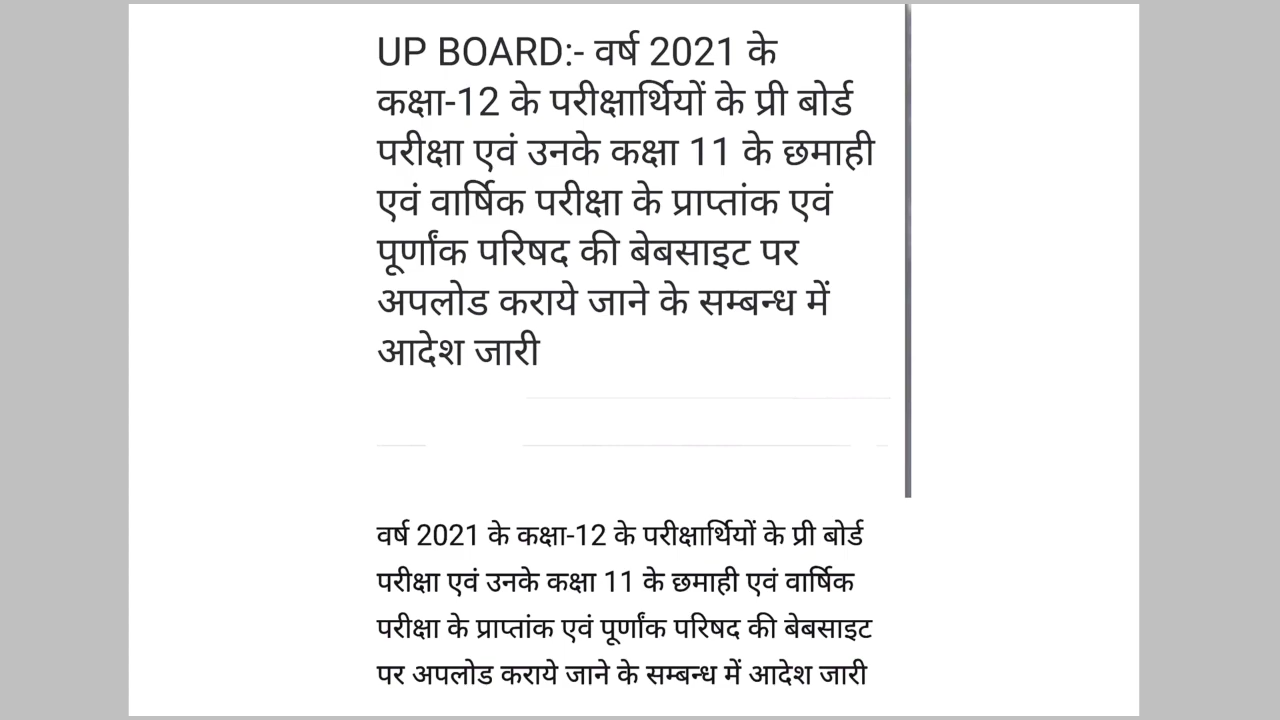 UP BOARD:- वर्ष 2021 के
कक्षा-12 के परीक्षार्थियों के प्री बोर्ड
परीक्षा एवं उनके कक्षा 11 के छमाही
एवं वार्षिक परीक्षा के प्राप्तांक एवं
पूर्णांक परिषद की बेबसाइट पर
अपलोड कराये जाने के सम्बन्ध में
आदेश जारी
वर्ष 2021 के कक्षा-12 के परीक्षार्थियों के प्री बोर्ड
परीक्षा एवं उनके कक्षा 11 के छमाही एवं वार्षिक
परीक्षा के प्राप्तांक एवं पूर्णांक परिषद की बेबसाइट
पर अपलोड कराये जाने के सम्बन्ध में आदेश जारी